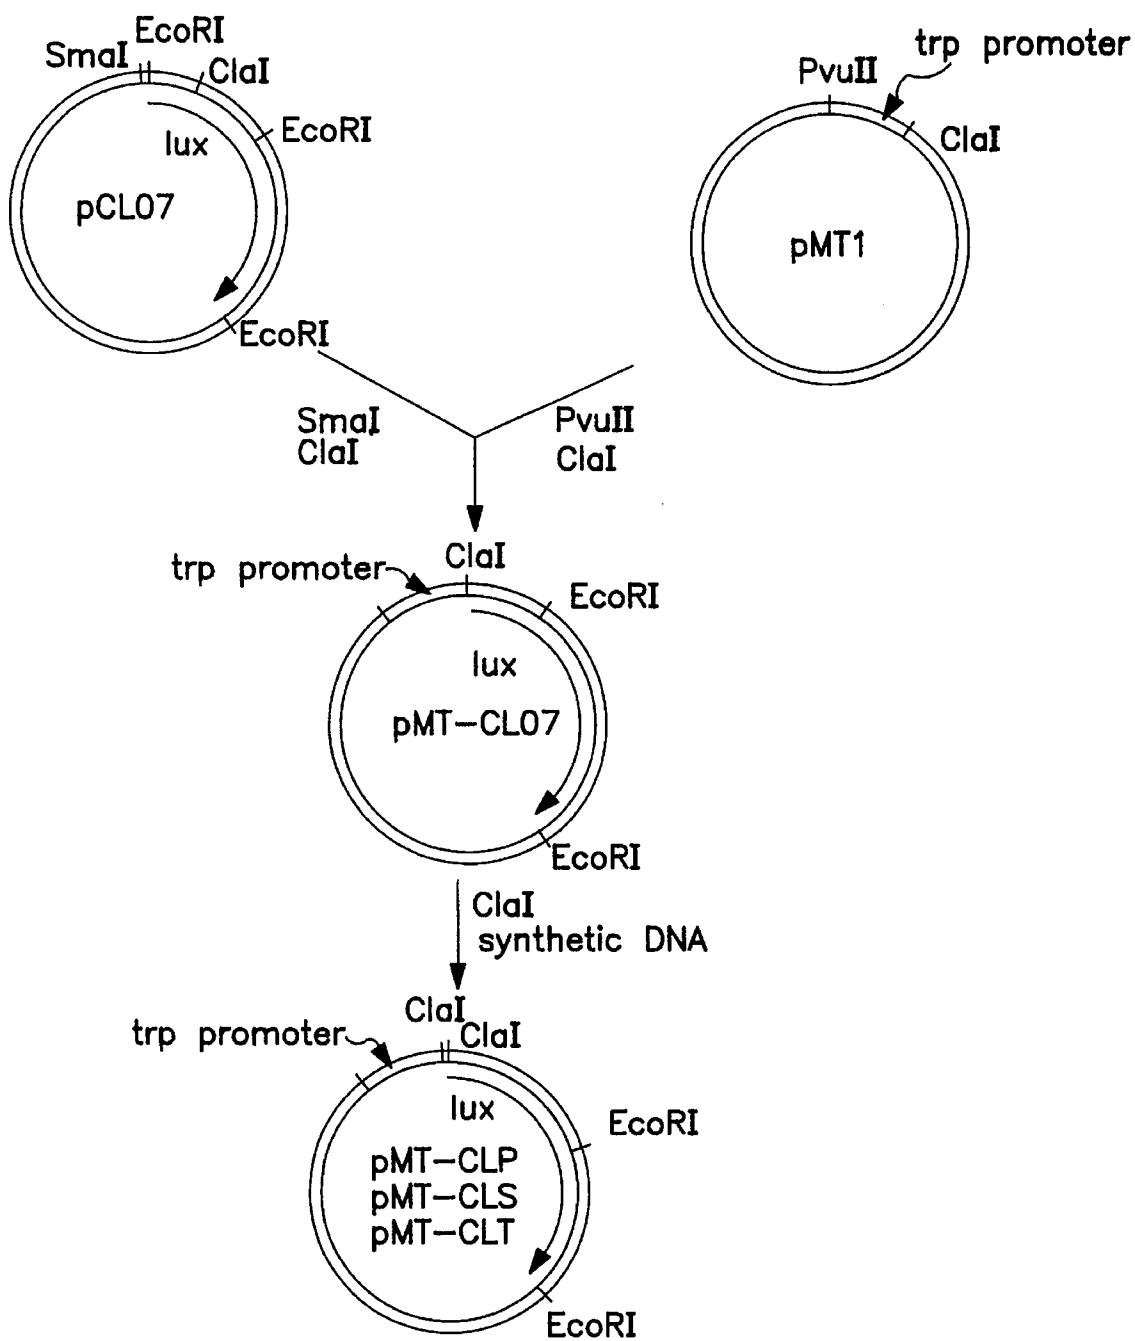 EcoRI
SmaI
ClaI
EcoRI
lux
pCL07
EcoRI
trp promoter
PvuII
ClaI
pMT1
SmaI
ClaI
PvuII
ClaI
ClaI
trp promoter
EcoRI
lux
pMT-CL07
EcoRI
ClaI
synthetic DNA
ClaI
ClaI
trp promoter
lux
EcoRI
pMT-CLP
pMT-CLS
pMT-CLT
EcoRI